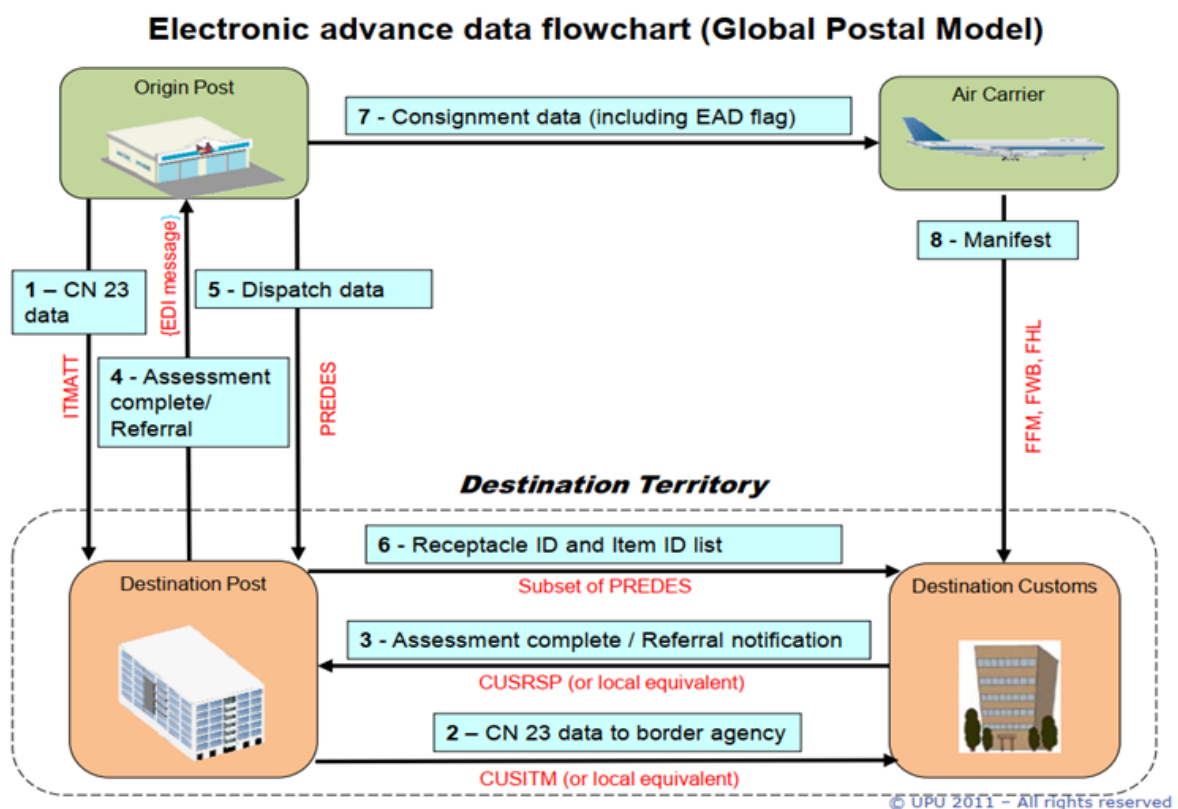 Electronic advance data flowchart (Global Postal Model)
Origin Post
7 - Consignment data (including EAD flag)
Air Carrier
1 – CN 23
data
ITMATT
{EDI message}
4 - Assessment
complete/
Referral
5 - Dispatch data
PREDES
8 - Manifest
FFM, FWB, FHL
Destination Territory
Destination Post
6 - Receptacle ID and Item ID list
Subset of PREDES
Destination Customs
3 - Assessment complete / Referral notification
CUSRSP (or local equivalent)
2 – CN 23 data to border agency
CUSITM (or local equivalent)
© UPU 2011 – All rights reserved